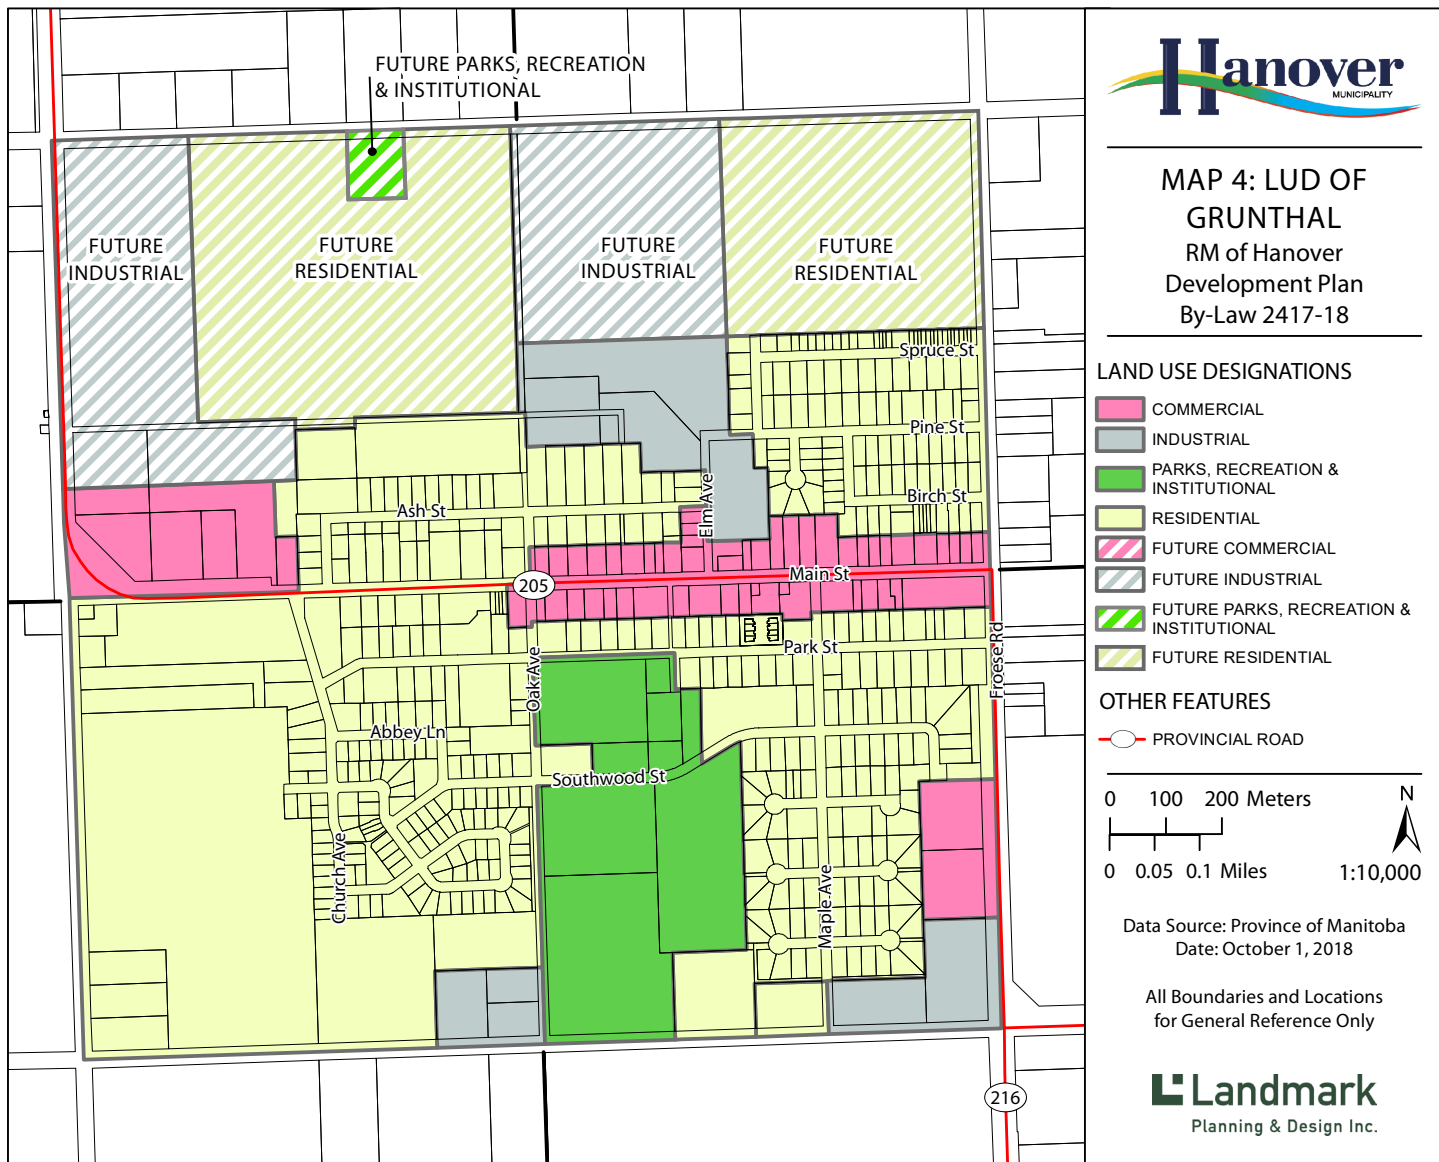 FUTURE PARKS, RECREATION
& INSTITUTIONAL
FUTURE
INDUSTRIAL
FUTURE
RESIDENTIAL
FUTURE
INDUSTRIAL
FUTURE
RESIDENTIAL
Spruce St
Pine St
Birch St
Elm Ave
Ash St
Main St
205
Park St
Froese Rd
Oak Ave
Abbey Ln
Southwood St
Church Ave
Maple Ave
216
Hanover
MUNICIPALITY
MAP 4: LUD OF
GRUNTHAL
RM of Hanover
Development Plan
By-Law 2417-18
LAND USE DESIGNATIONS
COMMERCIAL
INDUSTRIAL
PARKS, RECREATION &
INSTITUTIONAL
RESIDENTIAL
FUTURE COMMERCIAL
FUTURE INDUSTRIAL
FUTURE PARKS, RECREATION &
INSTITUTIONAL
FUTURE RESIDENTIAL
OTHER FEATURES
PROVINCIAL ROAD
0 100 200 Meters
0 0.05 0.1 Miles
N
1:10,000
Data Source: Province of Manitoba
Date: October 1, 2018
All Boundaries and Locations
for General Reference Only
Landmark
Planning & Design Inc.